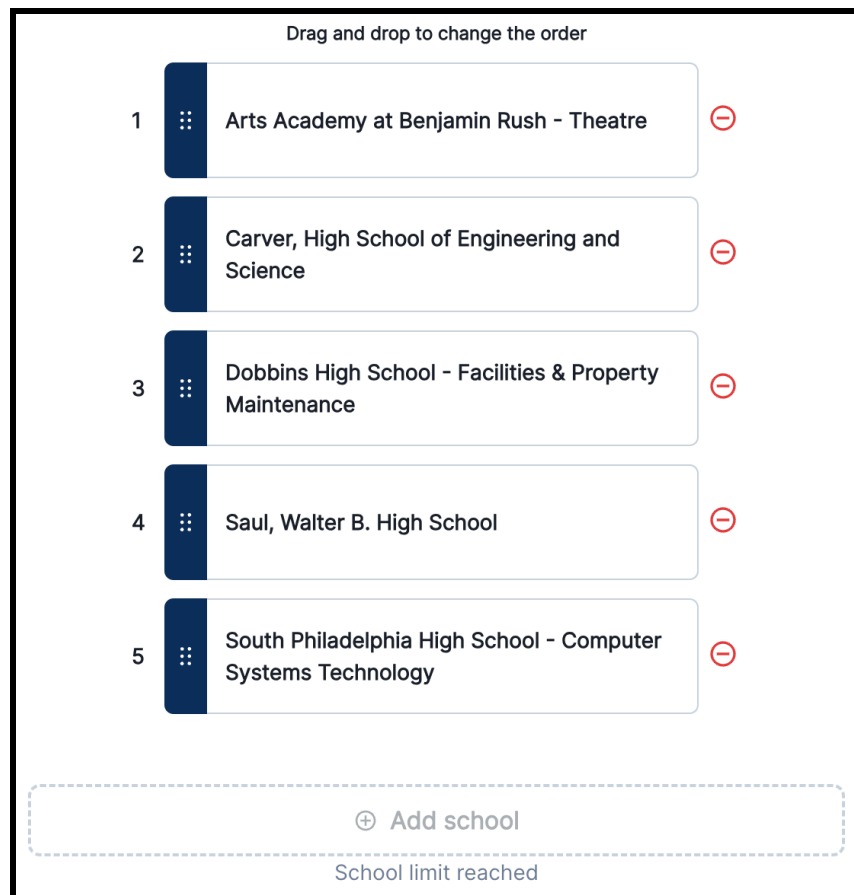 Drag and drop to change the order
1
Arts Academy at Benjamin Rush - Theatre
2
Carver, High School of Engineering and
Science
3
Dobbins High School - Facilities & Property
Maintenance
4
Saul, Walter B. High School
5
South Philadelphia High School - Computer
Systems Technology
Add school
School limit reached